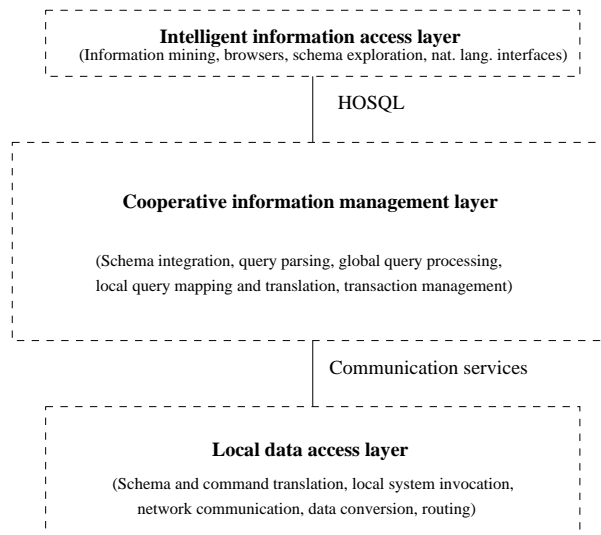 Intelligent information access layer
(Information mining, browsers, schema exploration, nat. lang. interfaces)
HOSQL
Cooperative information management layer
(Schema integration, query parsing, global query processing,
local query mapping and translation, transaction management)
Communication services
Local data access layer
(Schema and command translation, local system invocation,
network communication, data conversion, routing)